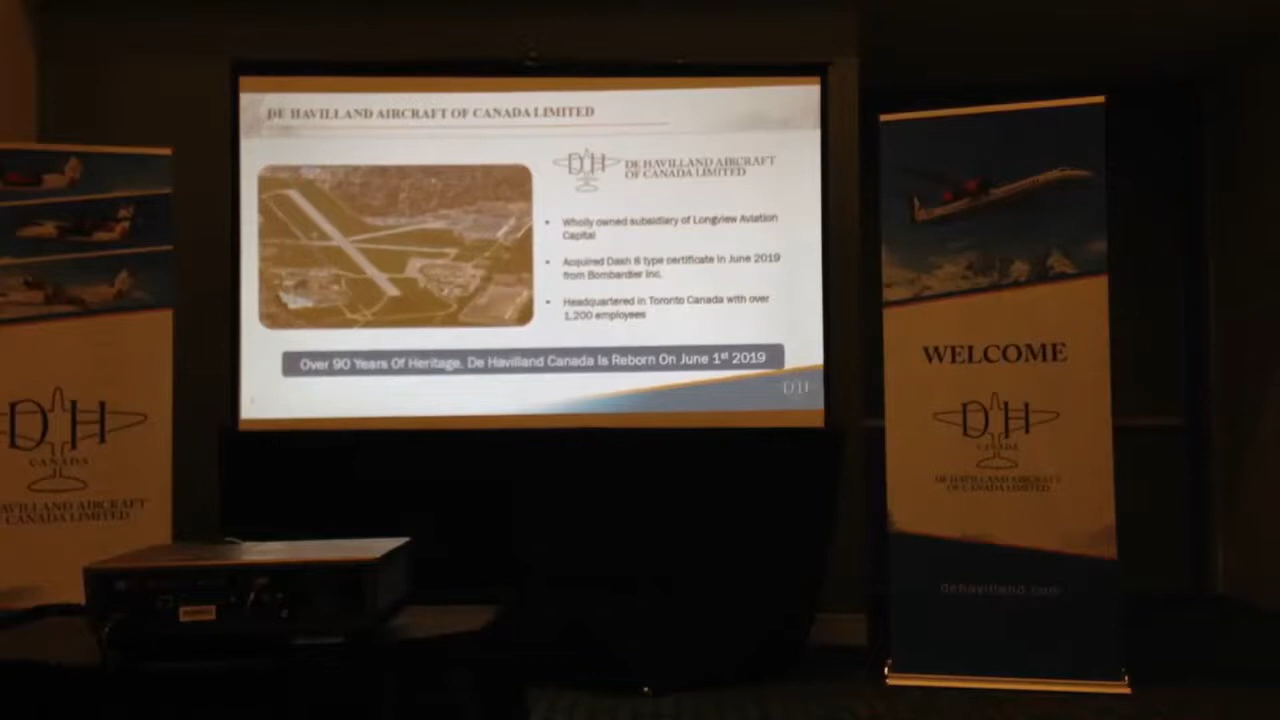 DE HAVILLAND AIRCRAFT OF CANADA LIMITED
DH
DE HAVILLAND AIRCRAFT
OF CANADA LIMITED
• Wholly owned subsidiary of Longview Aviation
Capital
• Acquired Dash 8 type certificate in June 2019
from Bombardier Inc.
• Headquartered in Toronto Canada with over
1,200 employees
Over 90 Years Of Heritage, De Havilland Canada Is Reborn On June 1st 2019
DH
DH
CANADA
AVILLAND AIRCRAFT
CANADA LIMITED
WELCOME
DH
CANADA
DE HAVILLAND AIRCRAFT
OF CANADA LIMITED
dehavilland.com